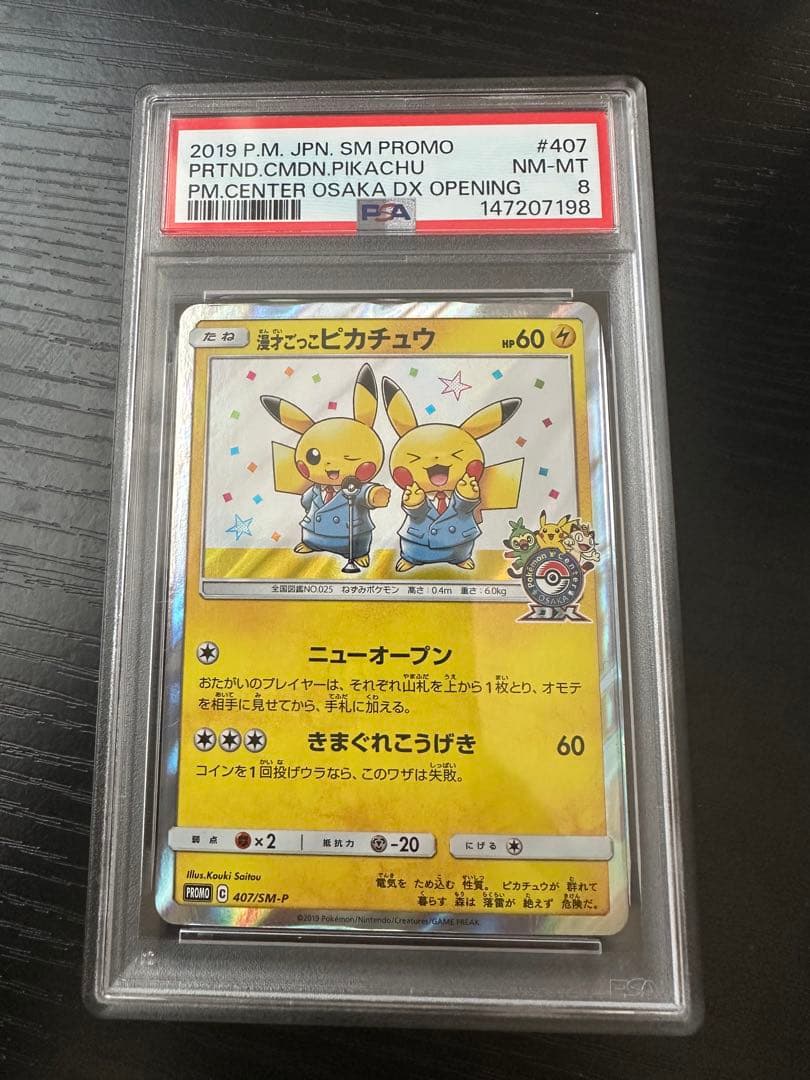 2019 P.M. JPN. SM PROMO #407
PRTND.CMDN.PIKACHU NM-MT
PM.CENTER OSAKA DX OPENING 8
PSA 147207198
たね 漫才ごっこピカチュウ HP60
まんざい
Pokémon Center
OSAKA
DX
全国図鑑NO.025 ねずみポケモン 高さ:0.4m 重さ:6.0kg
ニューオープン
おたがいのプレイヤーは、それぞれ山札を上から1枚とり、オモテ
を相手に見せてから、手札に加える。
きまぐれこうげき 60
コインを1回投げウラなら、このワザは失敗。
弱点 ×2 抵抗力 -20 にげる
Illus.Kouki Saitou
PROMO C 407/SM-P
電気を ため込む 性質。 ピカチュウが 群れて
暮らす 森は 落雷が 絶えず 危険だ。
©2019 Pokémon/Nintendo/Creatures/GAME FREAK
PSA